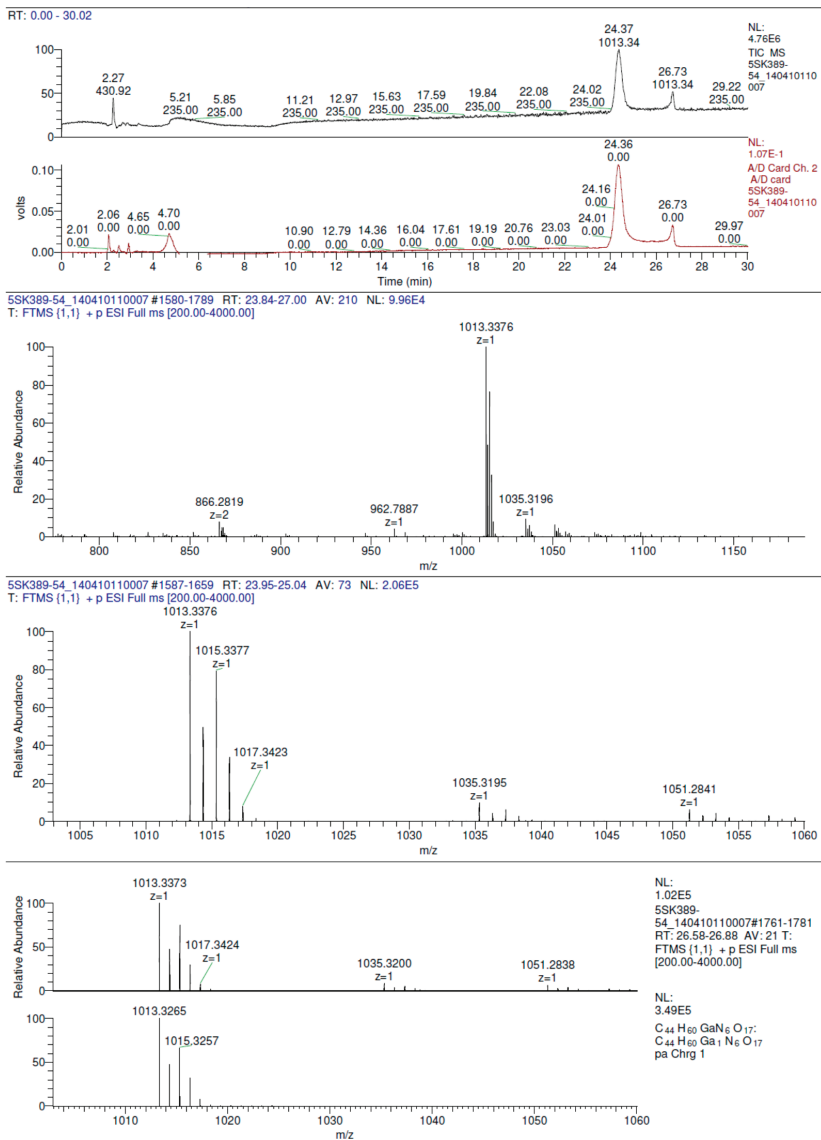 RT: 0.00 - 30.02
24.37
1013.34
NL:
4.76E6
TIC MS
5SK389-
54_140410110
007
100
50
0
2.27
430.92
5.21
235.00
5.85
235.00
11.21
235.00
12.97
235.00
15.63
235.00
17.59
235.00
19.84
235.00
22.08
235.00
24.02
235.00
26.73
1013.34
29.22
235.00
24.36
0.00
NL:
1.07E-1
A/D Card Ch. 2
A/D card
5SK389-
54_140410110
007
volts
0.10
0.05
0.00
2.01
0.00
2.06
0.00
4.65
0.00
4.70
0.00
10.90
0.00
12.79
0.00
14.36
0.00
16.04
0.00
17.61
0.00
19.19
0.00
20.76
0.00
23.03
0.00
24.16
0.00
24.01
0.00
26.73
0.00
29.97
0.00
0 2 4 6 8 10 12 14 16 18 20 22 24 26 28 30
Time (min)
5SK389-54_140410110007 #1580-1789 RT: 23.84-27.00 AV: 210 NL: 9.96E4
T: FTMS {1,1} + p ESI Full ms [200.00-4000.00]
Relative Abundance
100
80
60
40
20
0
1013.3376
z=1
866.2819
z=2
962.7887
z=1
1035.3196
z=1
800 850 900 950 1000 1050 1100 1150
m/z
5SK389-54_140410110007 #1587-1659 RT: 23.95-25.04 AV: 73 NL: 2.06E5
T: FTMS {1,1} + p ESI Full ms [200.00-4000.00]
Relative Abundance
100
80
60
40
20
0
1013.3376
z=1
1015.3377
z=1
1017.3423
z=1
1035.3195
z=1
1051.2841
z=1
1005 1010 1015 1020 1025 1030 1035 1040 1045 1050 1055 1060
m/z
Relative Abundance
100
50
0
1013.3373
z=1
1017.3424
z=1
1035.3200
z=1
1051.2838
z=1
NL:
1.02E5
5SK389-
54_140410110007#1761-1781
RT: 26.58-26.88 AV: 21 T:
FTMS {1,1} + p ESI Full ms
[200.00-4000.00]
100
50
0
1013.3265
1015.3257
NL:
3.49E5
C44 H60 GaN6 O17:
C44 H60 Ga1 N6 O17
pa Chrg 1
1010 1020 1030 1040 1050 1060
m/z